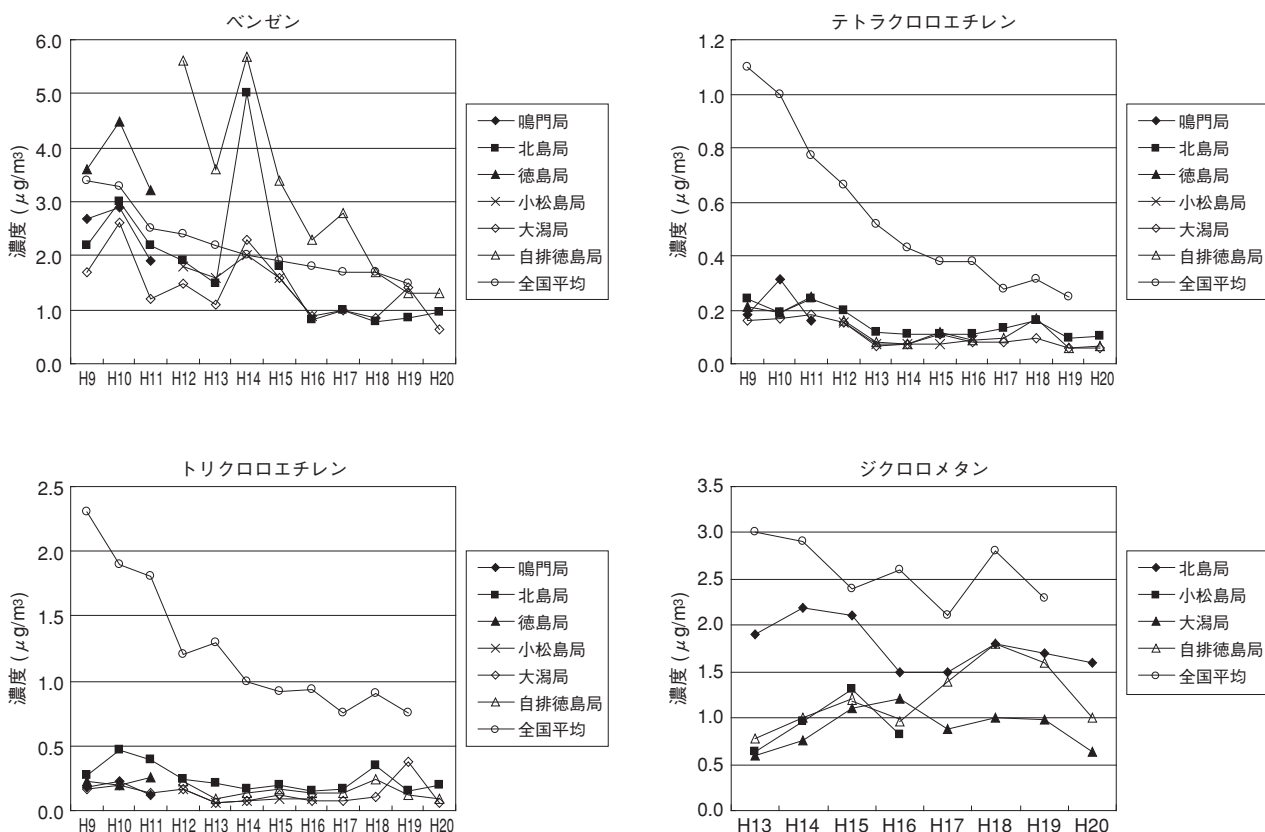 ベンゼン
濃度 (μg/m³)
6.0
5.0
4.0
3.0
2.0
1.0
0.0
H9 H10 H11 H12 H13 H14 H15 H16 H17 H18 H19 H20
鳴門局
北島局
徳島局
小松島局
大潟局
自排徳島局
全国平均
テトラクロロエチレン
濃度 (μg/m³)
1.2
1.0
0.8
0.6
0.4
0.2
0.0
H9 H10 H11 H12 H13 H14 H15 H16 H17 H18 H19 H20
鳴門局
北島局
徳島局
小松島局
大潟局
自排徳島局
全国平均
トリクロロエチレン
濃度 (μg/m³)
2.5
2.0
1.5
1.0
0.5
0.0
H9 H10 H11 H12 H13 H14 H15 H16 H17 H18 H19 H20
鳴門局
北島局
徳島局
小松島局
大潟局
自排徳島局
全国平均
ジクロロメタン
濃度 (μg/m³)
3.5
3.0
2.5
2.0
1.5
1.0
0.5
0.0
H13 H14 H15 H16 H17 H18 H19 H20
北島局
小松島局
大潟局
自排徳島局
全国平均